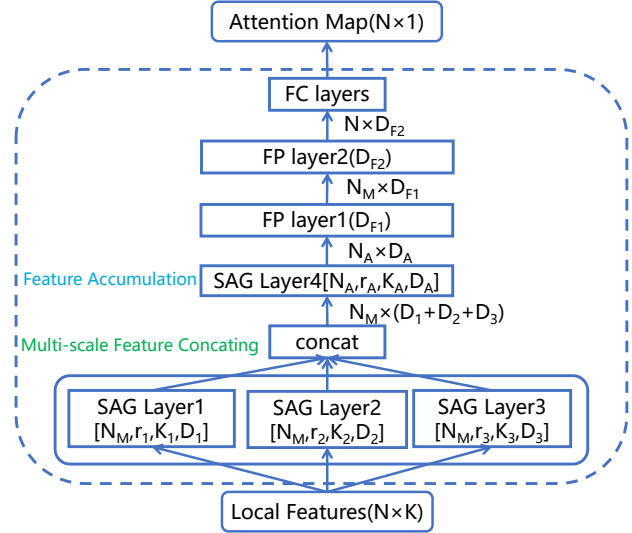 Attention Map(N×1)
FC layers
N×D_F2
FP layer2(D_F2)
N_M×D_F1
FP layer1(D_F1)
N_A×D_A
Feature Accumulation
SAG Layer4[N_A,r_A,K_A,D_A]
N_M×(D_1+D_2+D_3)
Multi-scale Feature Concating
concat
SAG Layer1
[N_M,r_1,K_1,D_1]
SAG Layer2
[N_M,r_2,K_2,D_2]
SAG Layer3
[N_M,r_3,K_3,D_3]
Local Features(N×K)